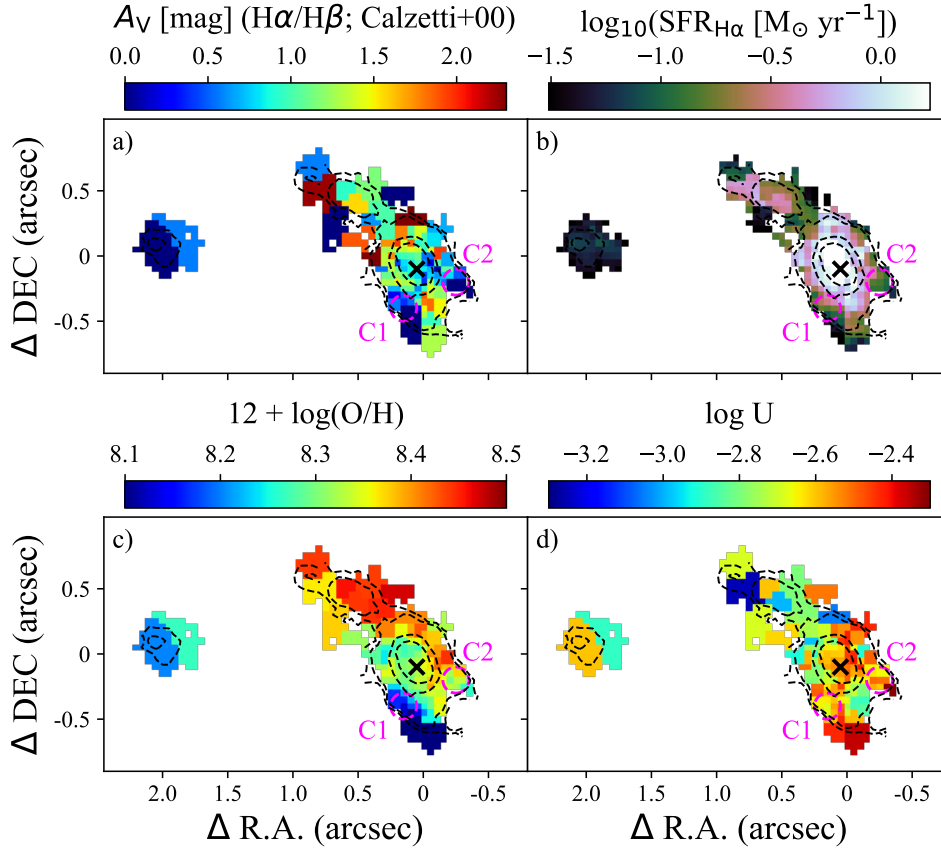 A_V [mag] (Hα/Hβ; Calzetti+00)
log₁₀(SFR_Hα [M⊙ yr⁻¹])
0.0 0.5 1.0 1.5 2.0
−1.5 −1.0 −0.5 0.0
a)
b)
C2
C2
C1
C1
Δ DEC (arcsec)
0.5
0
-0.5
12 + log(O/H)
log U
8.1 8.2 8.3 8.4 8.5
−3.2 −3.0 −2.8 −2.6 −2.4
c)
d)
C2
C2
C1
C1
Δ DEC (arcsec)
0.5
0
-0.5
2.0 1.5 1.0 0.5 0 -0.5
2.0 1.5 1.0 0.5 0 -0.5
Δ R.A. (arcsec)
Δ R.A. (arcsec)